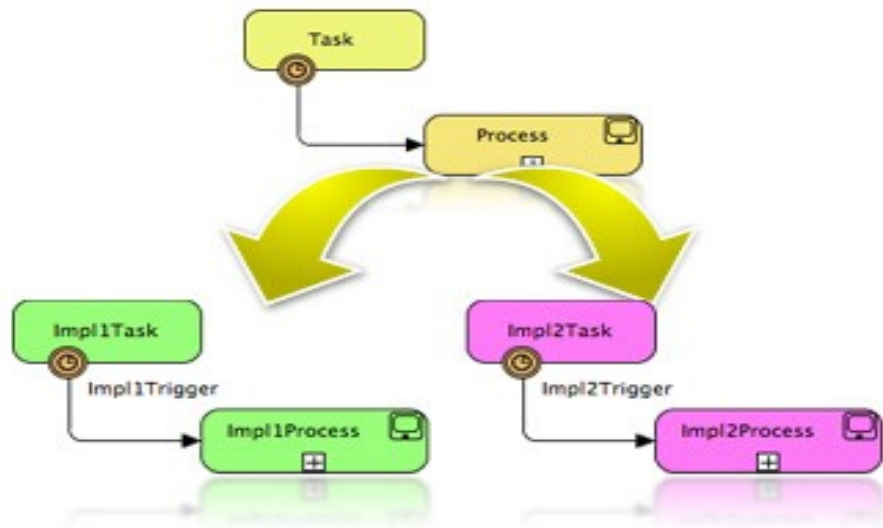 Task
Process
Impl1Task
Impl2Task
Impl1Trigger
Impl2Trigger
Impl1Process
Impl2Process